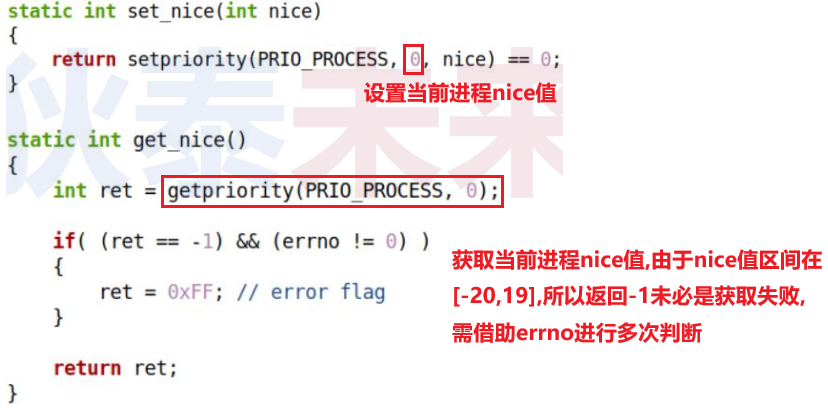 static int set_nice(int nice)
{
    return setpriority(PRIO_PROCESS, 0, nice) == 0;
}
设置当前进程nice值
static int get_nice()
{
    int ret = getpriority(PRIO_PROCESS, 0);
    if( (ret == -1) && (errno != 0) )
    {
        ret = 0xFF; // error flag
    }
    return ret;
}
获取当前进程nice值,由于nice值区间在
[-20,19],所以返回-1未必是获取失败,
需借助errno进行多次判断
狄泰未来